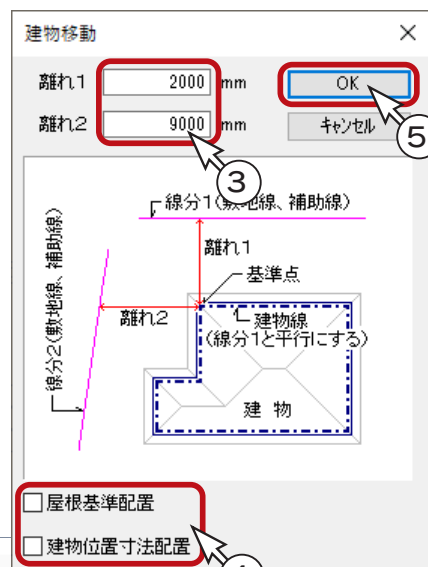 建物移動
離れ1 2000 mm OK
離れ2 9000 mm キャンセル
⑤
③
線分1(敷地線、補助線)
離れ1
基準点
離れ2
建物線
(線分1と平行にする)
線分2(敷地線、補助線)
建物
屋根基準配置
建物位置寸法配置